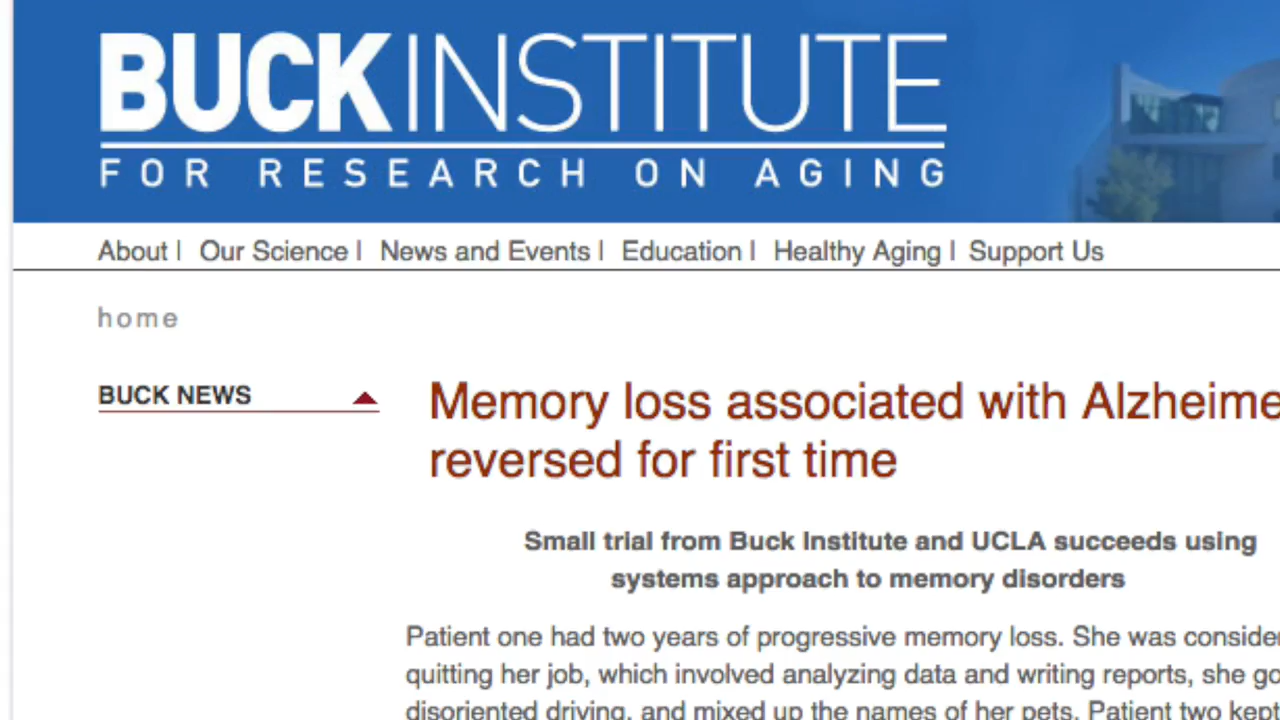 BUCK INSTITUTE
FOR RESEARCH ON AGING
About | Our Science | News and Events | Education | Healthy Aging | Support Us
home
BUCK NEWS
Memory loss associated with Alzheime
reversed for first time
Small trial from Buck Institute and UCLA succeeds using
systems approach to memory disorders
Patient one had two years of progressive memory loss. She was consider
quitting her job, which involved analyzing data and writing reports, she go
disoriented driving, and mixed up the names of her pets. Patient two kept